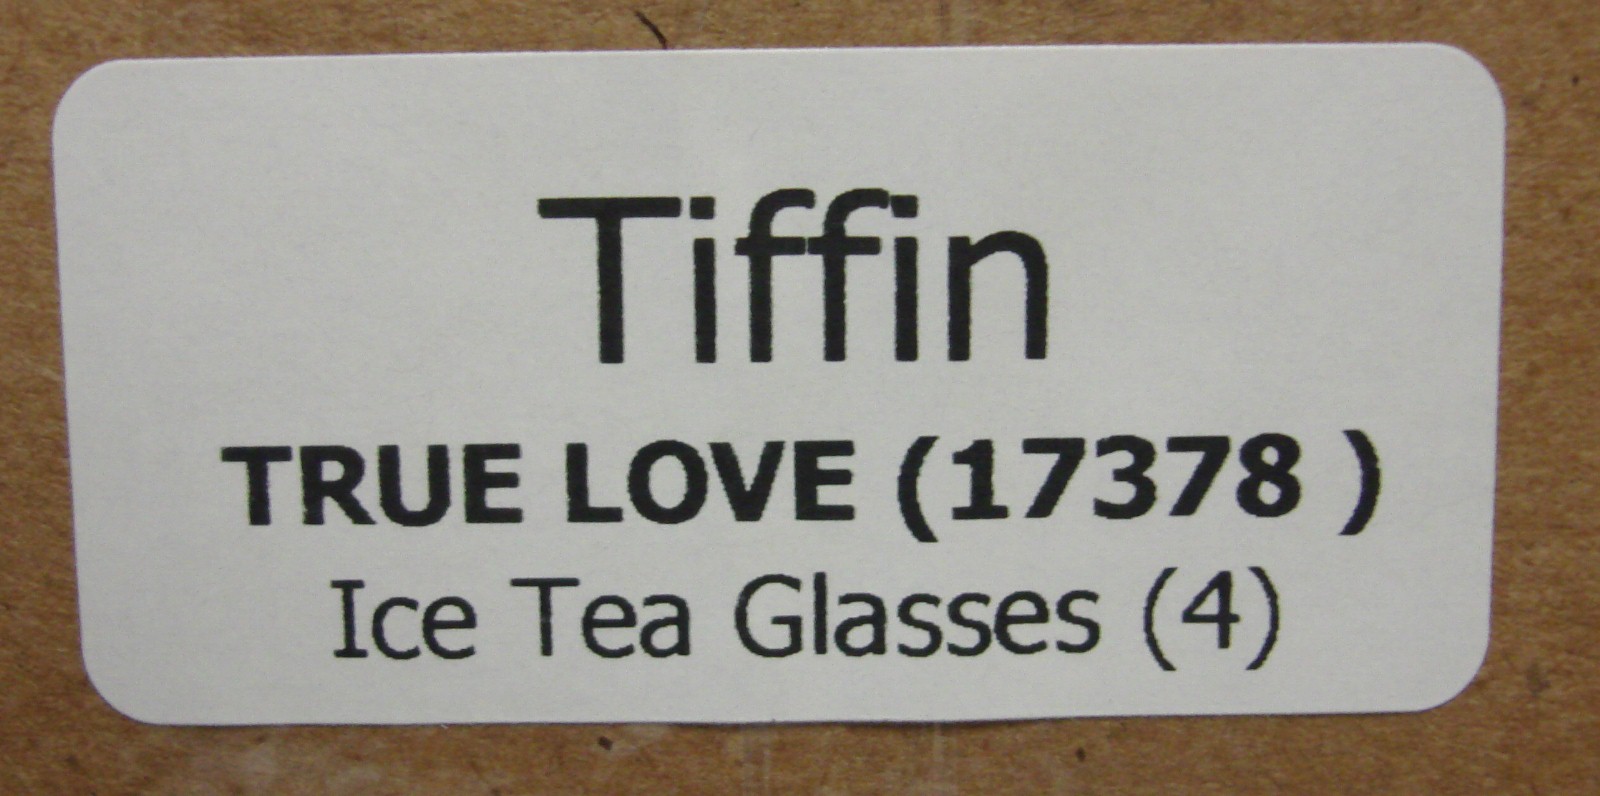 Tiffin
TRUE LOVE (17378 )
Ice Tea Glasses (4)